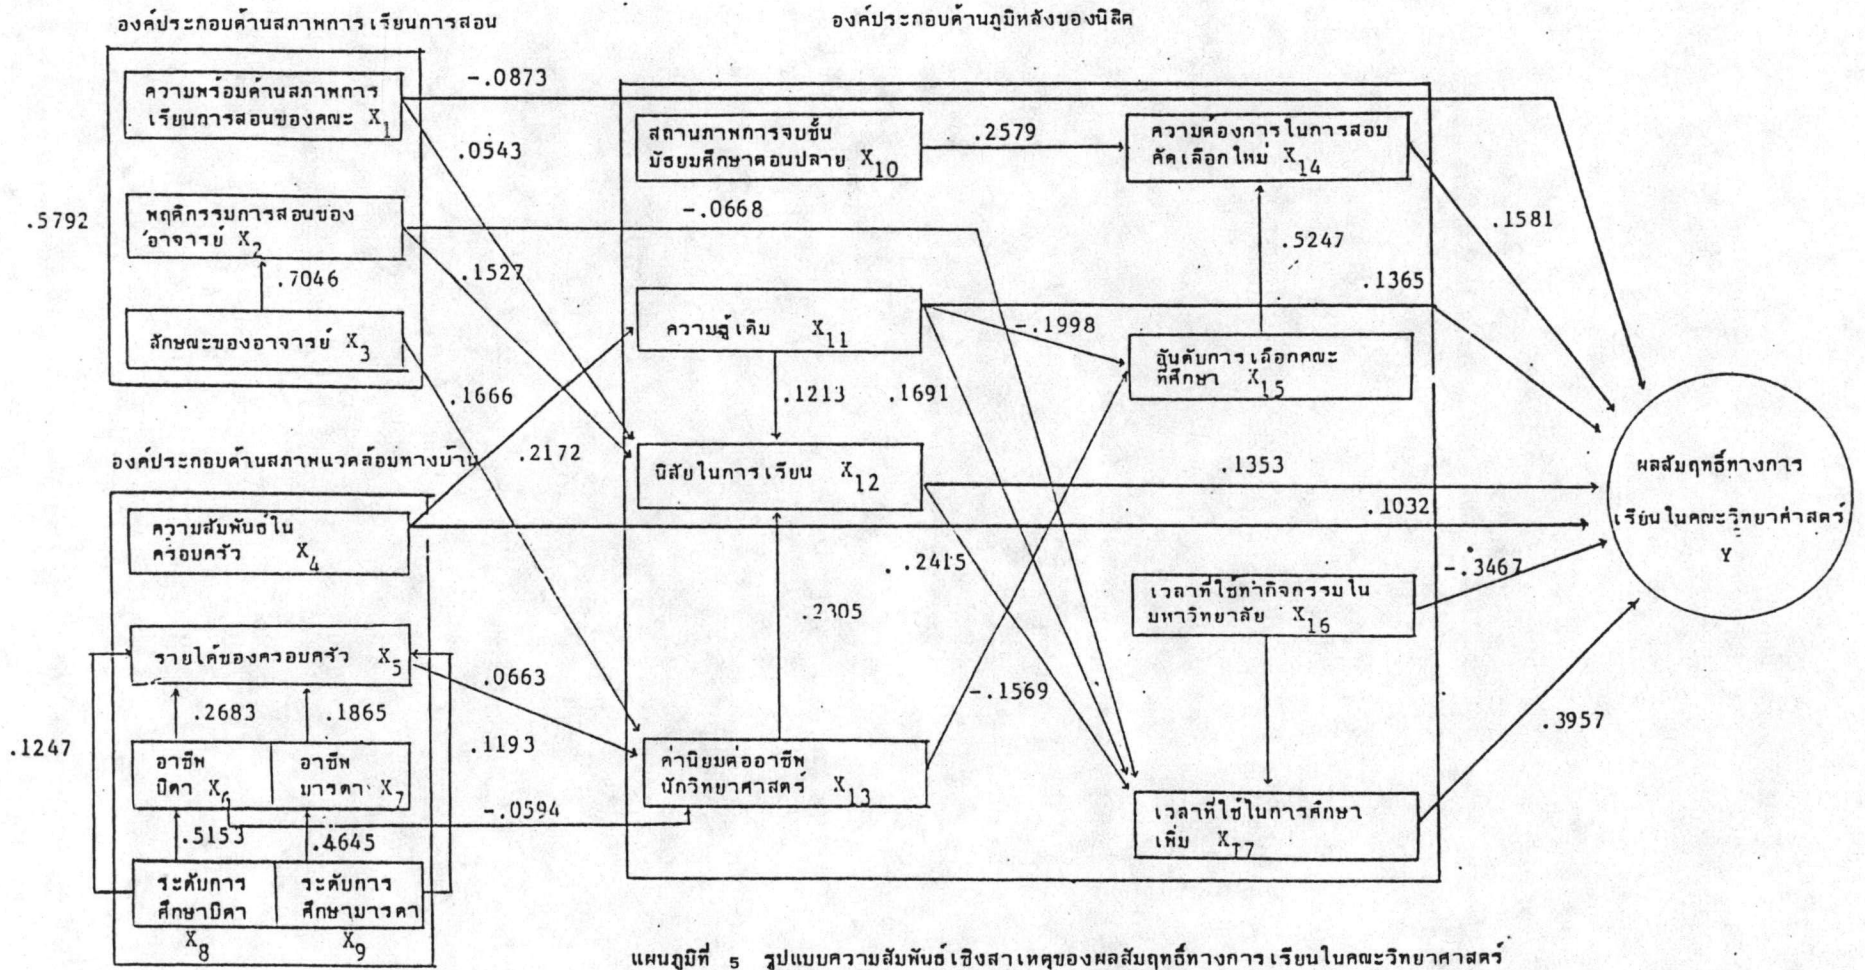 องค์ประกอบด้านสภาพการเรียนการสอน
องค์ประกอบด้านภูมิหลังของนิสิต
ความพร้อมด้านสภาพการ
เรียนการสอนของคณะ X1
-.0873
.0543
สถานภาพการจบชั้น
มัธยมศึกษาตอนปลาย X10
.2579
ความต้องการในการสอบ
คัดเลือกใหม่ X14
.5792
พฤติกรรมการสอนของ
อาจารย์ X2
-.0668
.1527
.7046
.5247
.1581
.1365
ลักษณะของอาจารย์ X3
ความรู้เดิม X11
-.1998
อันดับการเลือกคณะ
ที่ศึกษา X15
.1666
.1213
.1691
.2172
องค์ประกอบด้านสภาพแวดล้อมทางบ้าน
นิสัยในการเรียน X12
.1353
.1032
ผลสัมฤทธิ์ทางการ
เรียนในคณะวิทยาศาสตร์
Y
ความสัมพันธ์ใน
ครอบครัว X4
.2415
-.3467
เวลาที่ใช้ทำกิจกรรมใน
มหาวิทยาลัย X16
.2305
รายได้ของครอบครัว X5
.0663
-.1569
.2683
.1865
.3957
.1247
.1193
อาชีพ
บิดา X6
อาชีพ
มารดา X7
ค่านิยมต่ออาชีพ
นักวิทยาศาสตร์ X13
-.0594
เวลาที่ใช้ในการศึกษา
เพิ่ม X17
.5153
.4645
ระดับการ
ศึกษาบิดา
X8
ระดับการ
ศึกษามารดา
X9
แผนภูมิที่ 5 รูปแบบความสัมพันธ์เชิงสาเหตุของผลสัมฤทธิ์ทางการเรียนในคณะวิทยาศาสตร์